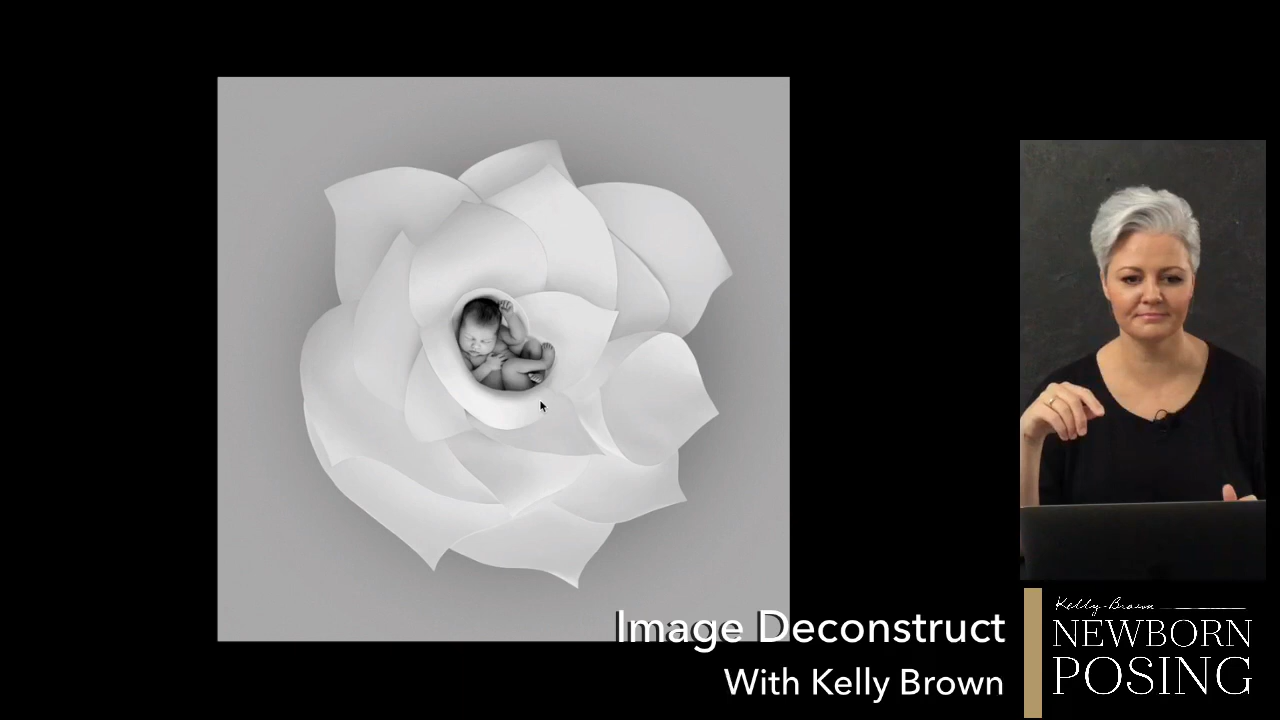 Image Deconstruct
With Kelly Brown
Kelly Brown
NEWBORN
POSING